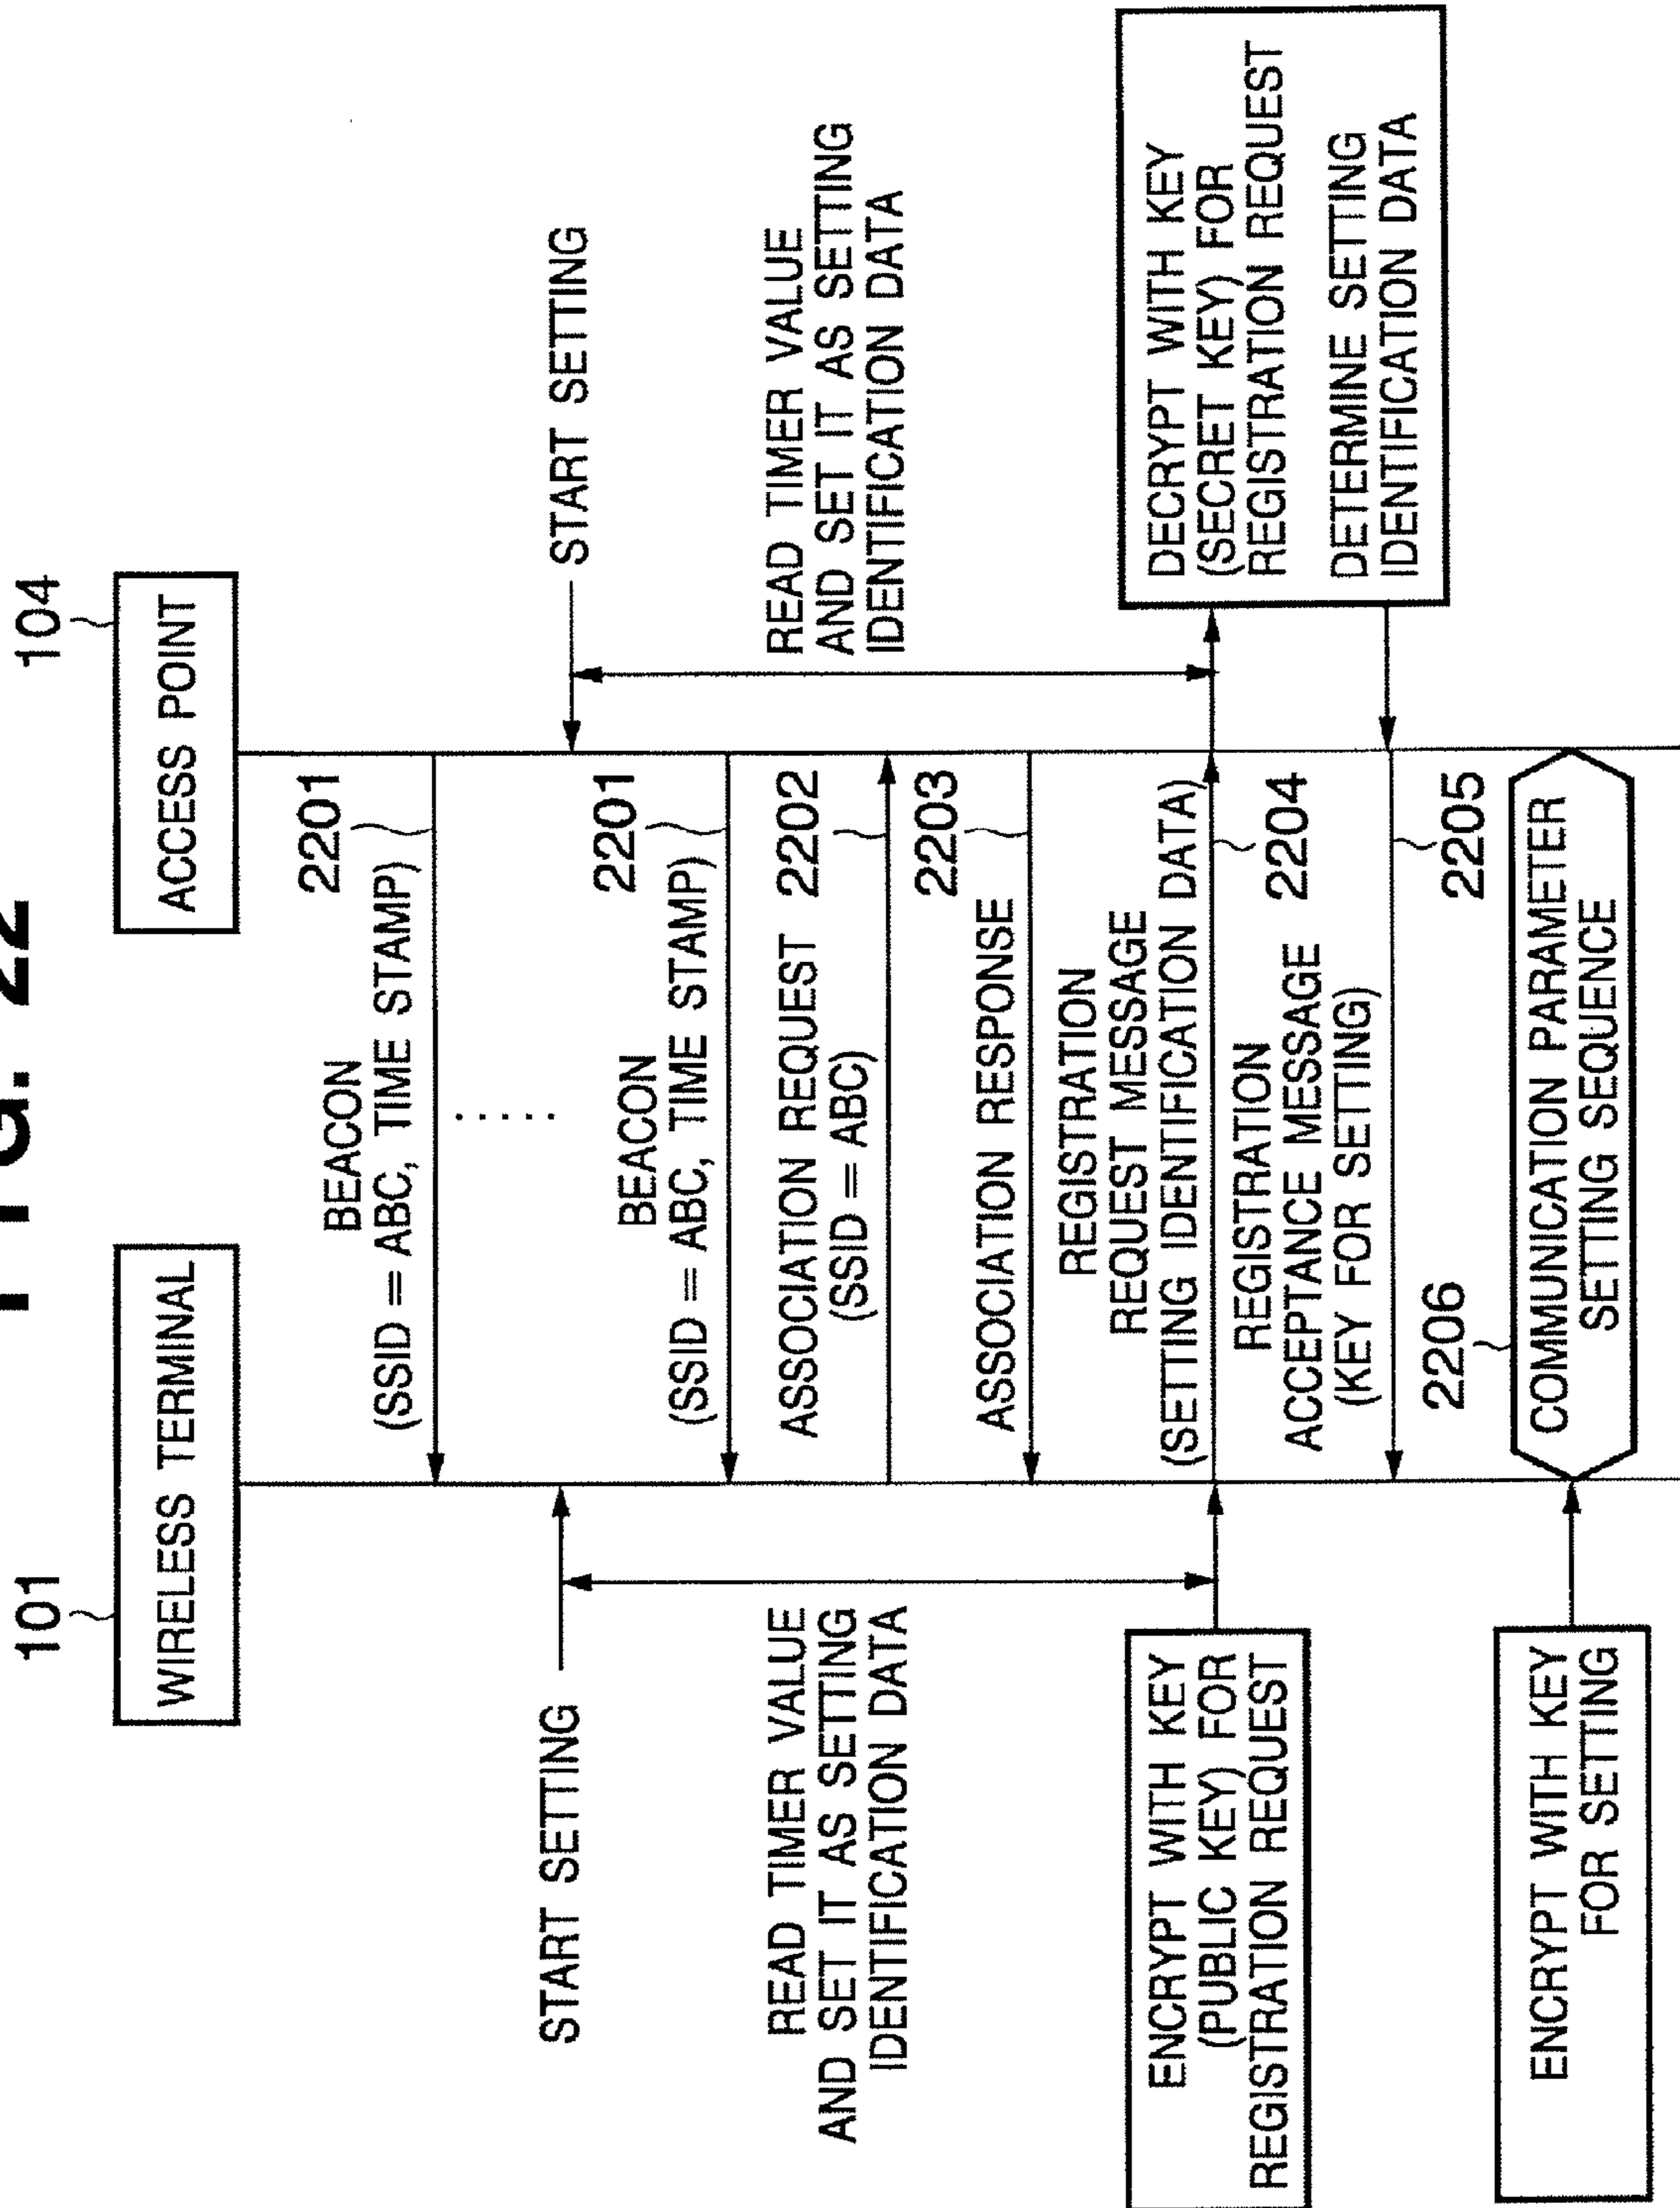 FIG. 22
101
WIRELESS TERMINAL
104
ACCESS POINT
2201
BEACON
(SSID = ABC, TIME STAMP)
START SETTING
START SETTING
2201
BEACON
(SSID = ABC, TIME STAMP)
READ TIMER VALUE
AND SET IT AS SETTING
IDENTIFICATION DATA
ASSOCIATION REQUEST 2202
(SSID = ABC)
READ TIMER VALUE
AND SET IT AS SETTING
IDENTIFICATION DATA
2203
ASSOCIATION RESPONSE
REGISTRATION
REQUEST MESSAGE
(SETTING IDENTIFICATION DATA)
2204
ENCRYPT WITH KEY
(PUBLIC KEY) FOR
REGISTRATION REQUEST
DECRYPT WITH KEY
(SECRET KEY) FOR
REGISTRATION REQUEST
DETERMINE SETTING
IDENTIFICATION DATA
REGISTRATION
ACCEPTANCE MESSAGE
(KEY FOR SETTING)
2205
2206
ENCRYPT WITH KEY
FOR SETTING
COMMUNICATION PARAMETER
SETTING SEQUENCE